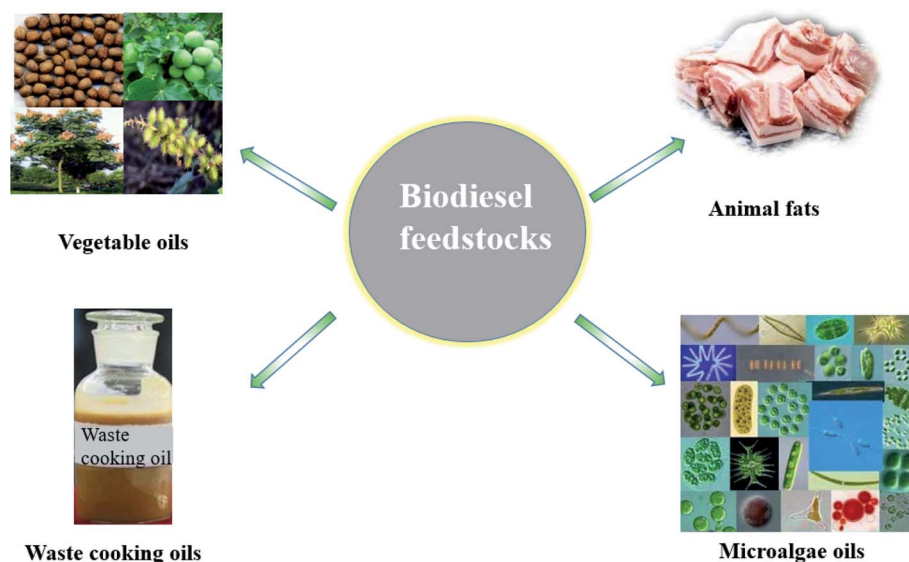 Biodiesel
feedstocks
Vegetable oils
Animal fats
Waste
cooking oil
Waste cooking oils
Microalgae oils